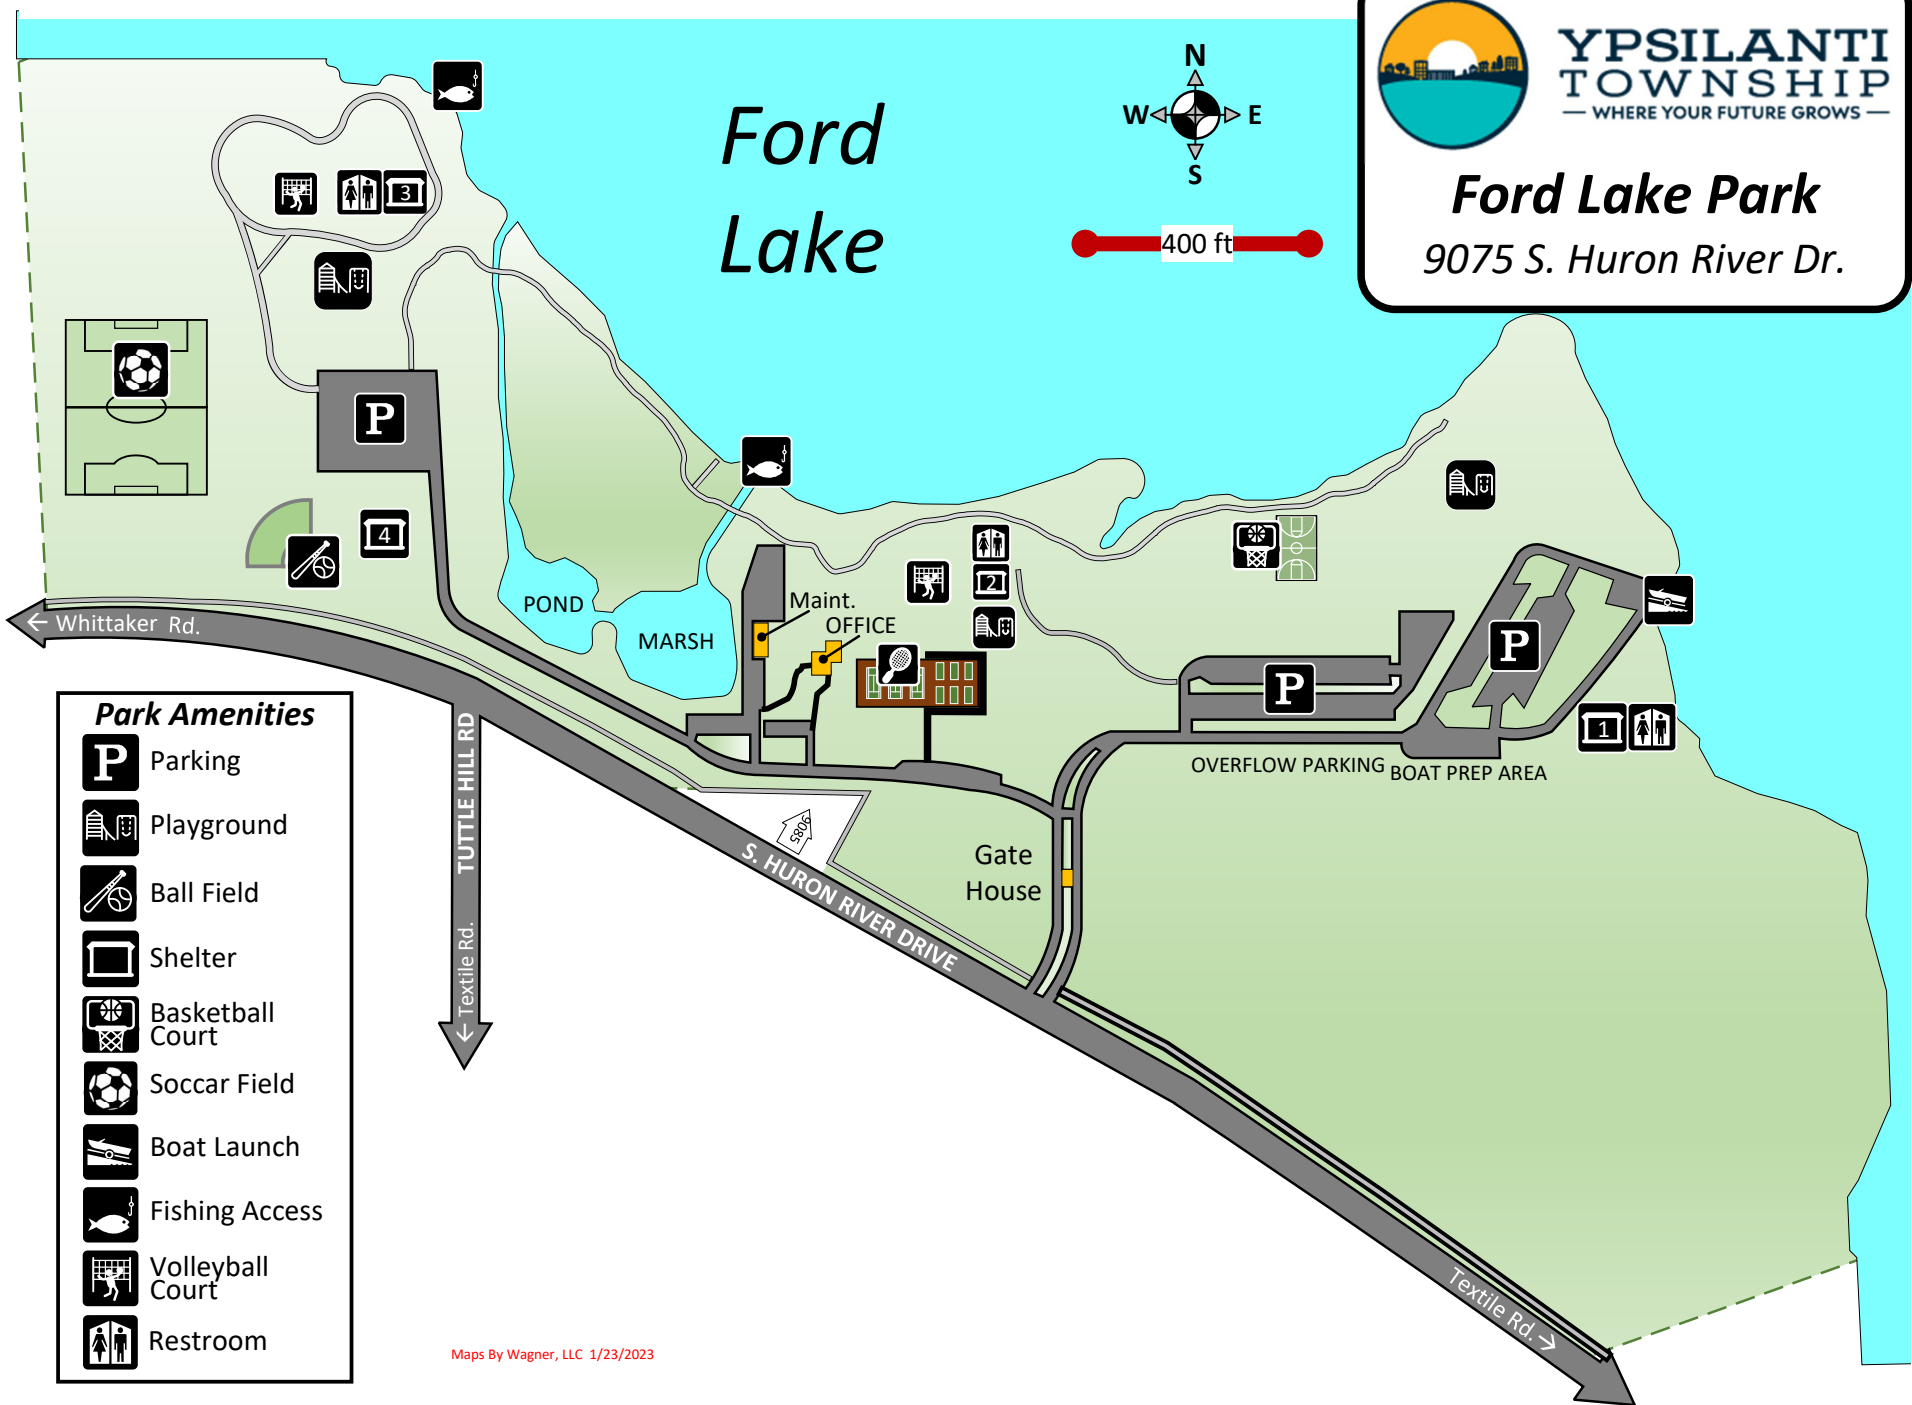 YPSILANTI
TOWNSHIP
— WHERE YOUR FUTURE GROWS —
Ford Lake Park
9075 S. Huron River Dr.
N
W E
S
400 ft
Ford
Lake
3
P
4
POND
MARSH
Maint.
OFFICE
2
P
P
1
OVERFLOW PARKING
BOAT PREP AREA
← Whittaker Rd.
TUTTLE HILL RD
← Textile Rd.
9085
S. HURON RIVER DRIVE
Gate
House
Textile Rd. →
Park Amenities
P Parking
Playground
Ball Field
Shelter
Basketball
Court
Soccar Field
Boat Launch
Fishing Access
Volleyball
Court
Restroom
Maps By Wagner, LLC 1/23/2023